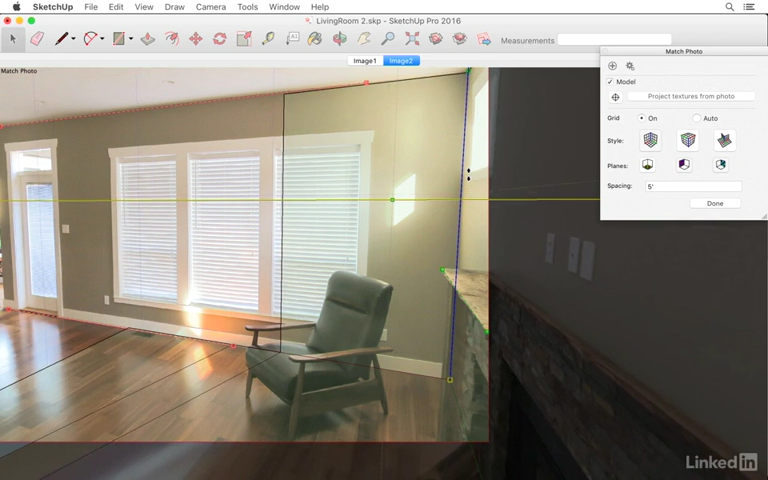 SketchUp File Edit View Draw Camera Tools Window Help
LivingRoom 2.skp - SketchUp Pro 2016
Measurements
Image1 Image2
Match Photo
Match Photo
Model
Project textures from photo
Grid On Auto
Style:
Planes:
Spacing: 5'
Done
Linked in